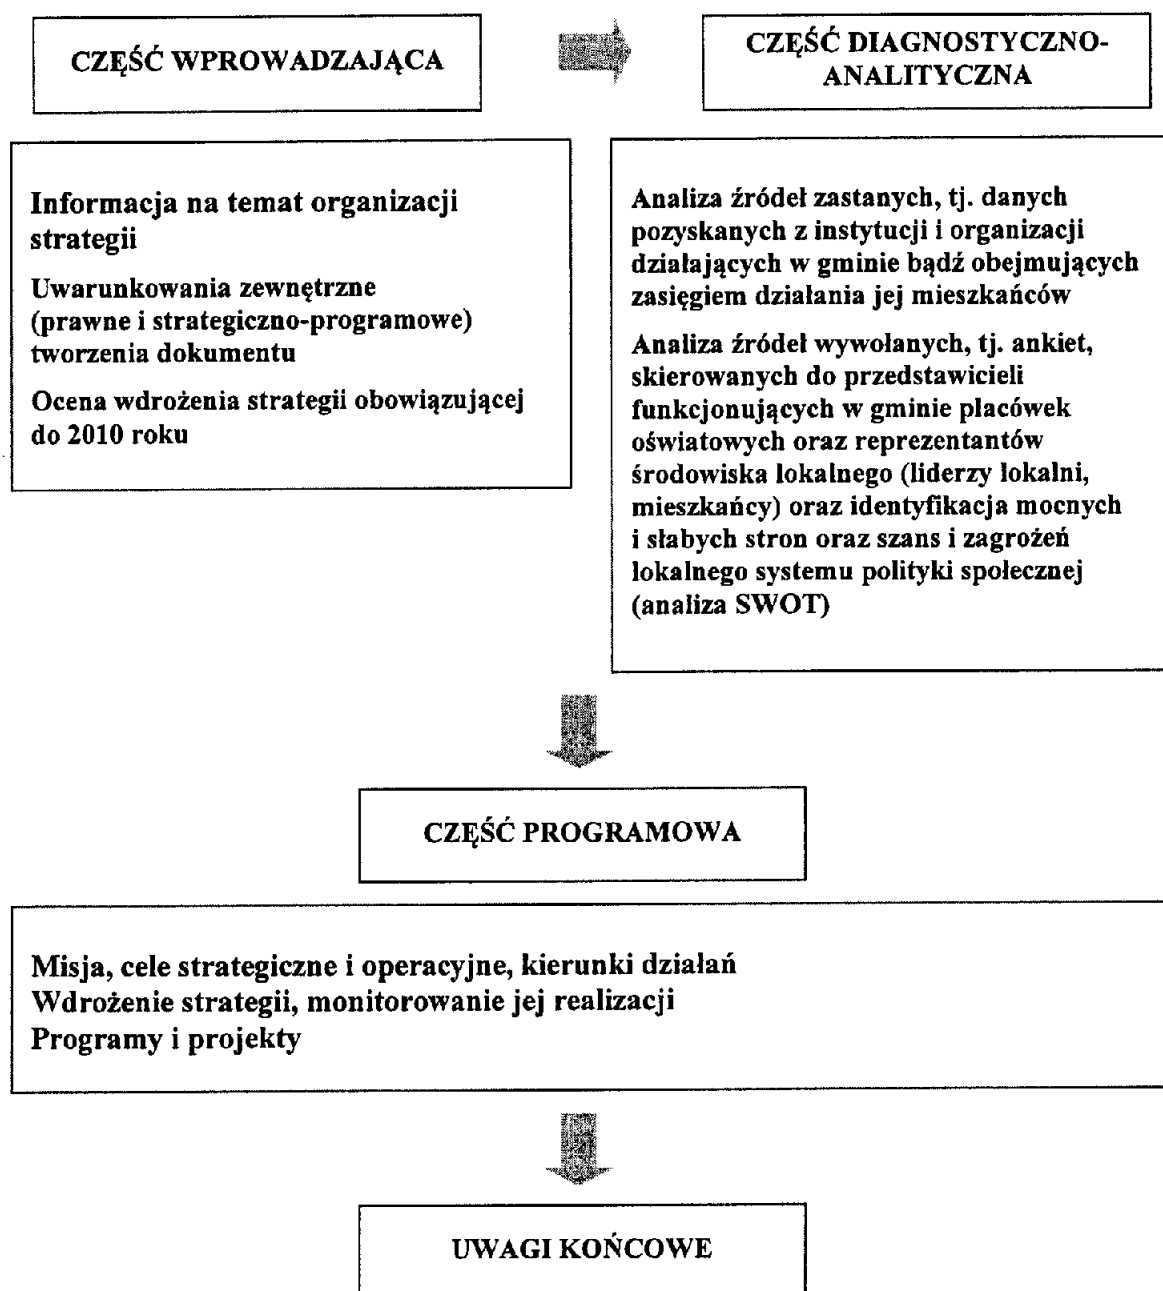 CZĘŚĆ WPROWADZAJĄCA
CZĘŚĆ DIAGNOSTYCZNO-
ANALITYCZNA
Informacja na temat organizacji
strategii
Uwarunkowania zewnętrzne
(prawne i strategiczno-programowe)
tworzenia dokumentu
Ocena wdrożenia strategii obowiązującej
do 2010 roku
Analiza źródeł zastanych, tj. danych
pozyskanych z instytucji i organizacji
działających w gminie bądź obejmujących
zasięgiem działania jej mieszkańców
Analiza źródeł wywołanych, tj. ankiet,
skierowanych do przedstawicieli
funkcjonujących w gminie placówek
oświatowych oraz reprezentantów
środowiska lokalnego (liderzy lokalni,
mieszkańcy) oraz identyfikacja mocnych
i słabych stron oraz szans i zagrożeń
lokalnego systemu polityki społecznej
(analiza SWOT)
CZĘŚĆ PROGRAMOWA
Misja, cele strategiczne i operacyjne, kierunki działań
Wdrożenie strategii, monitorowanie jej realizacji
Programy i projekty
UWAGI KOŃCOWE